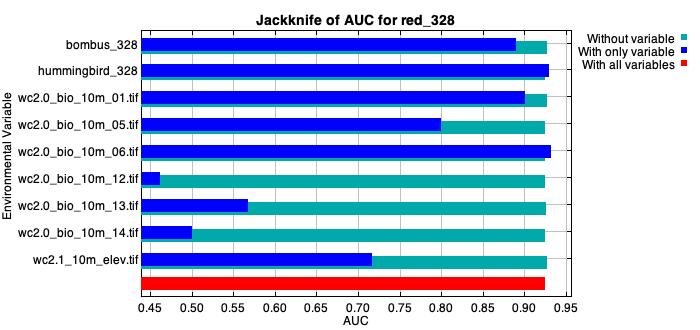 Jackknife of AUC for red_328
Without variable
With only variable
With all variables
Environmental Variable
bombus_328
hummingbird_328
wc2.0_bio_10m_01.tif
wc2.0_bio_10m_05.tif
wc2.0_bio_10m_06.tif
wc2.0_bio_10m_12.tif
wc2.0_bio_10m_13.tif
wc2.0_bio_10m_14.tif
wc2.1_10m_elev.tif
0.45 0.50 0.55 0.60 0.65 0.70 0.75 0.80 0.85 0.90 0.95
AUC